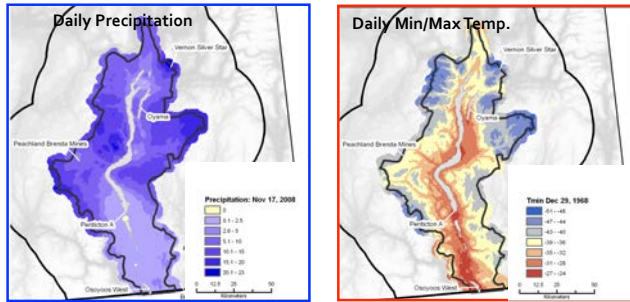 Daily Precipitation
Vernon Silver Star
Oyama
Peachland Brenda Mines
Penticton A
Osoyoos West
Precipitation: Nov 17, 2008
0
0.1 - 2.5
2.6 - 5
5.1 - 10
10.1 - 15
15.1 - 20
20.1 - 23
0 12.5 25
Kilometers
Daily Min/Max Temp.
Vernon Silver Star
Oyama
Peachland Brenda Mines
Penticton A
Osoyoos West
Tmin Dec 29, 1968
-51 - -48
-47 - -44
-43 - -40
-39 - -36
-35 - -32
-31 - -28
-27 - -24
0 12.5 25
Kilometers